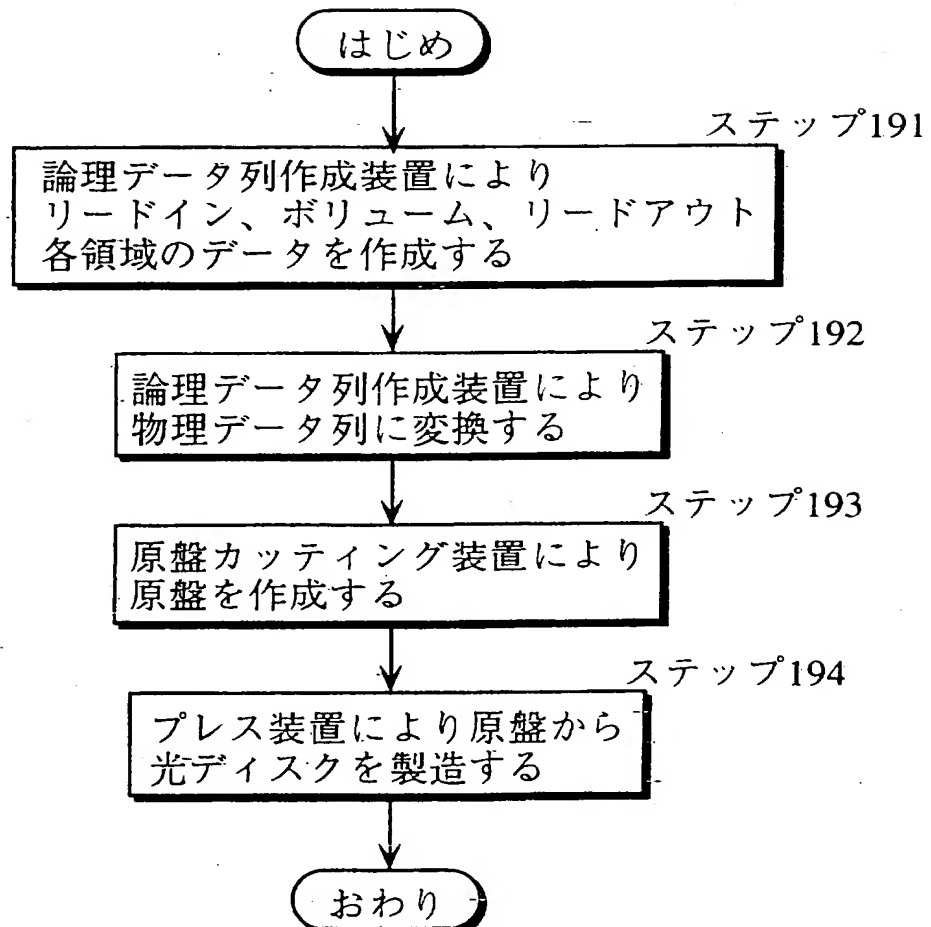 はじめ
ステップ191
論理データ列作成装置により
リードイン、ボリューム、リードアウト
各領域のデータを作成する
ステップ192
論理データ列作成装置により
物理データ列に変換する
ステップ193
原盤カッティング装置により
原盤を作成する
ステップ194
プレス装置により原盤から
光ディスクを製造する
おわり